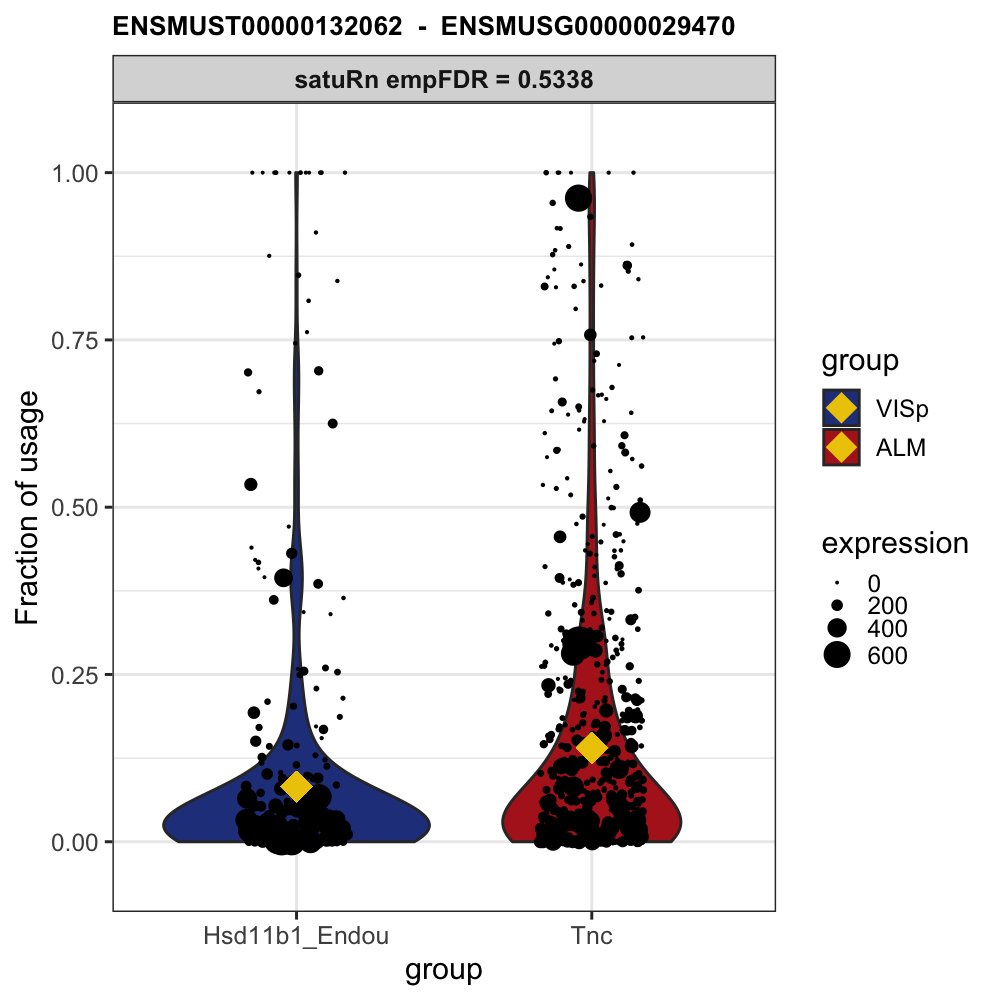 ENSMUST00000132062 - ENSMUSG00000029470
satuRn empFDR = 0.5338
Fraction of usage
1.00
0.75
0.50
0.25
0.00
Hsd11b1_Endou
Tnc
group
group
VISp
ALM
expression
0
200
400
600